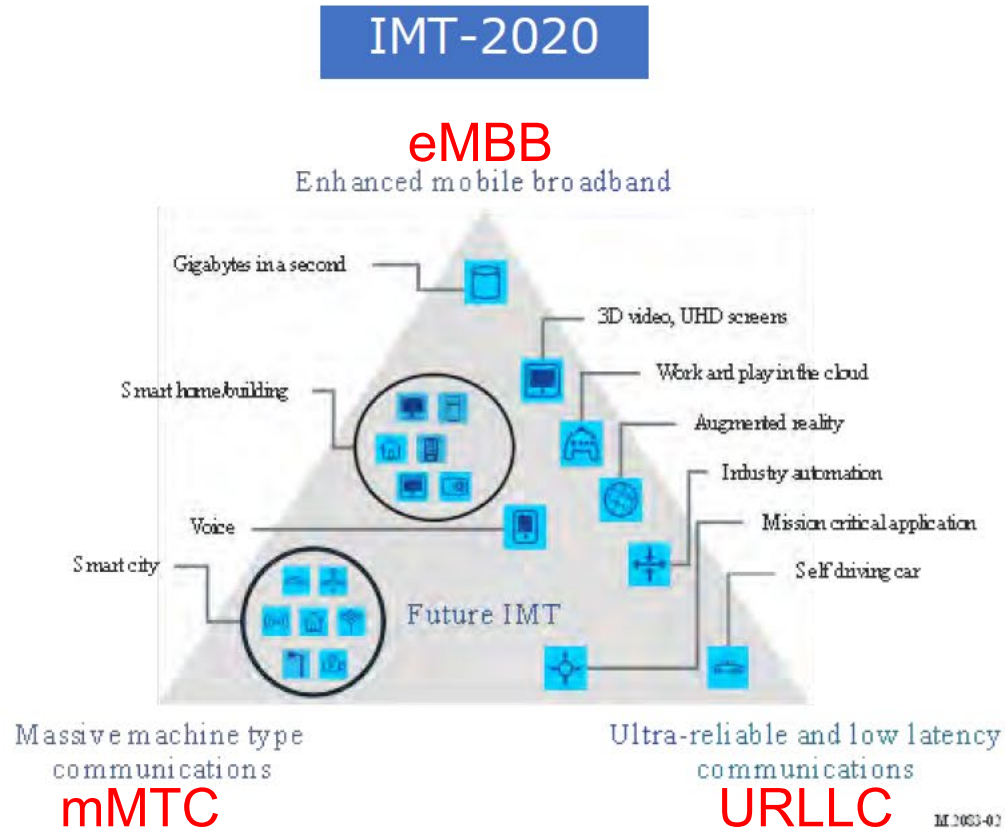 IMT-2020
eMBB
Enhanced mobile broadband
Gigabytes in a second
3D video, UHD screens
Work and play in the cloud
Smart home/building
Augmented reality
Industry automation
Voice
Mission critical application
Smart city
Self driving car
Future IMT
Massive machine type
communications
mMTC
Ultra-reliable and low latency
communications
URLLC
M.2083-02